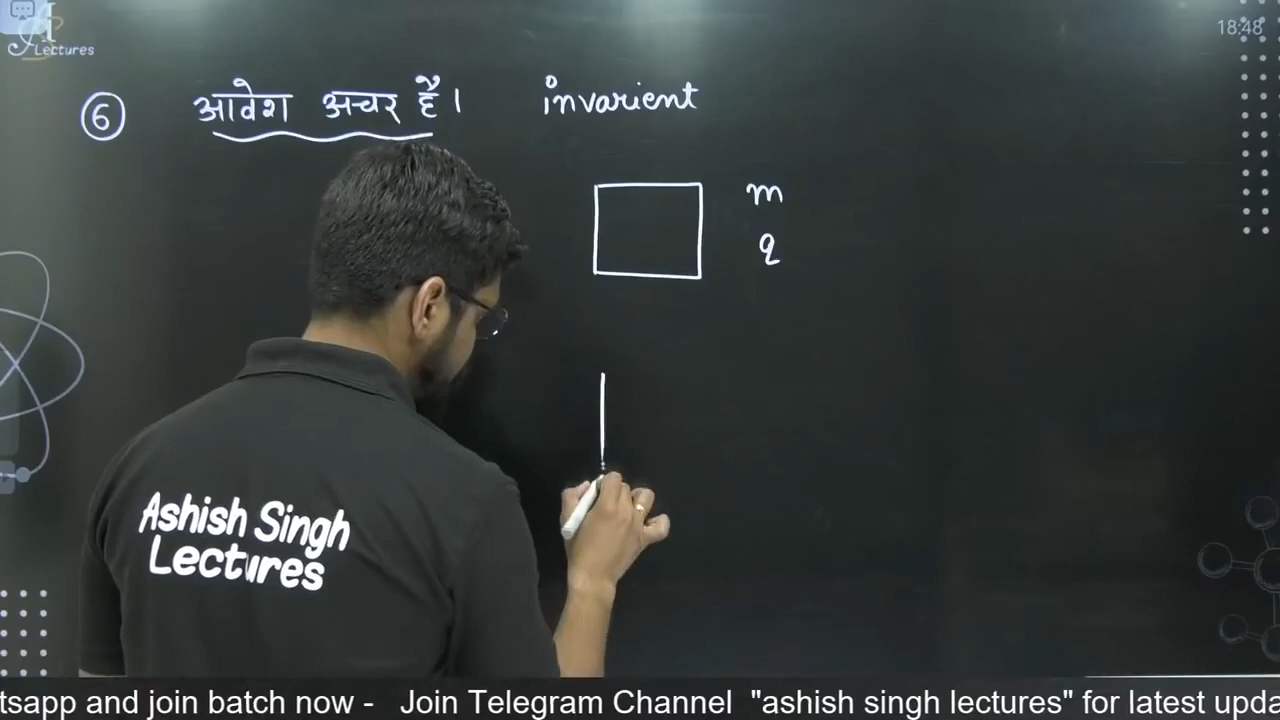 Lectures
18:48
6 आवेश अचर है। invarient
m
q
Ashish Singh
Lectures
tsapp and join batch now - Join Telegram Channel "ashish singh lectures" for latest upda